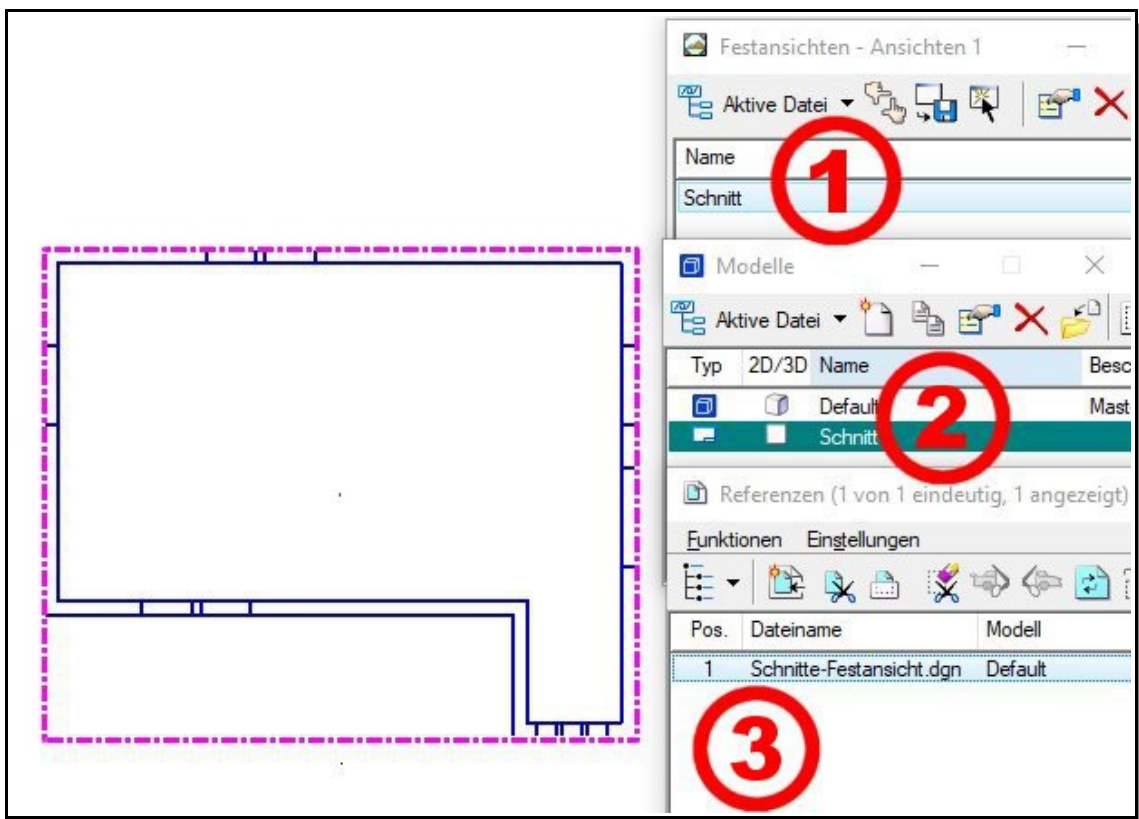 Festansichten - Ansichten 1
Aktive Datei
Name
Schnitt
1
Modelle
Aktive Datei
Typ 2D/3D Name Besc
Default Mast
Schnitt
2
Referenzen (1 von 1 eindeutig, 1 angezeigt)
Funktionen Einstellungen
Pos. Dateiname Modell
1 Schnitte-Festansicht.dgn Default
3